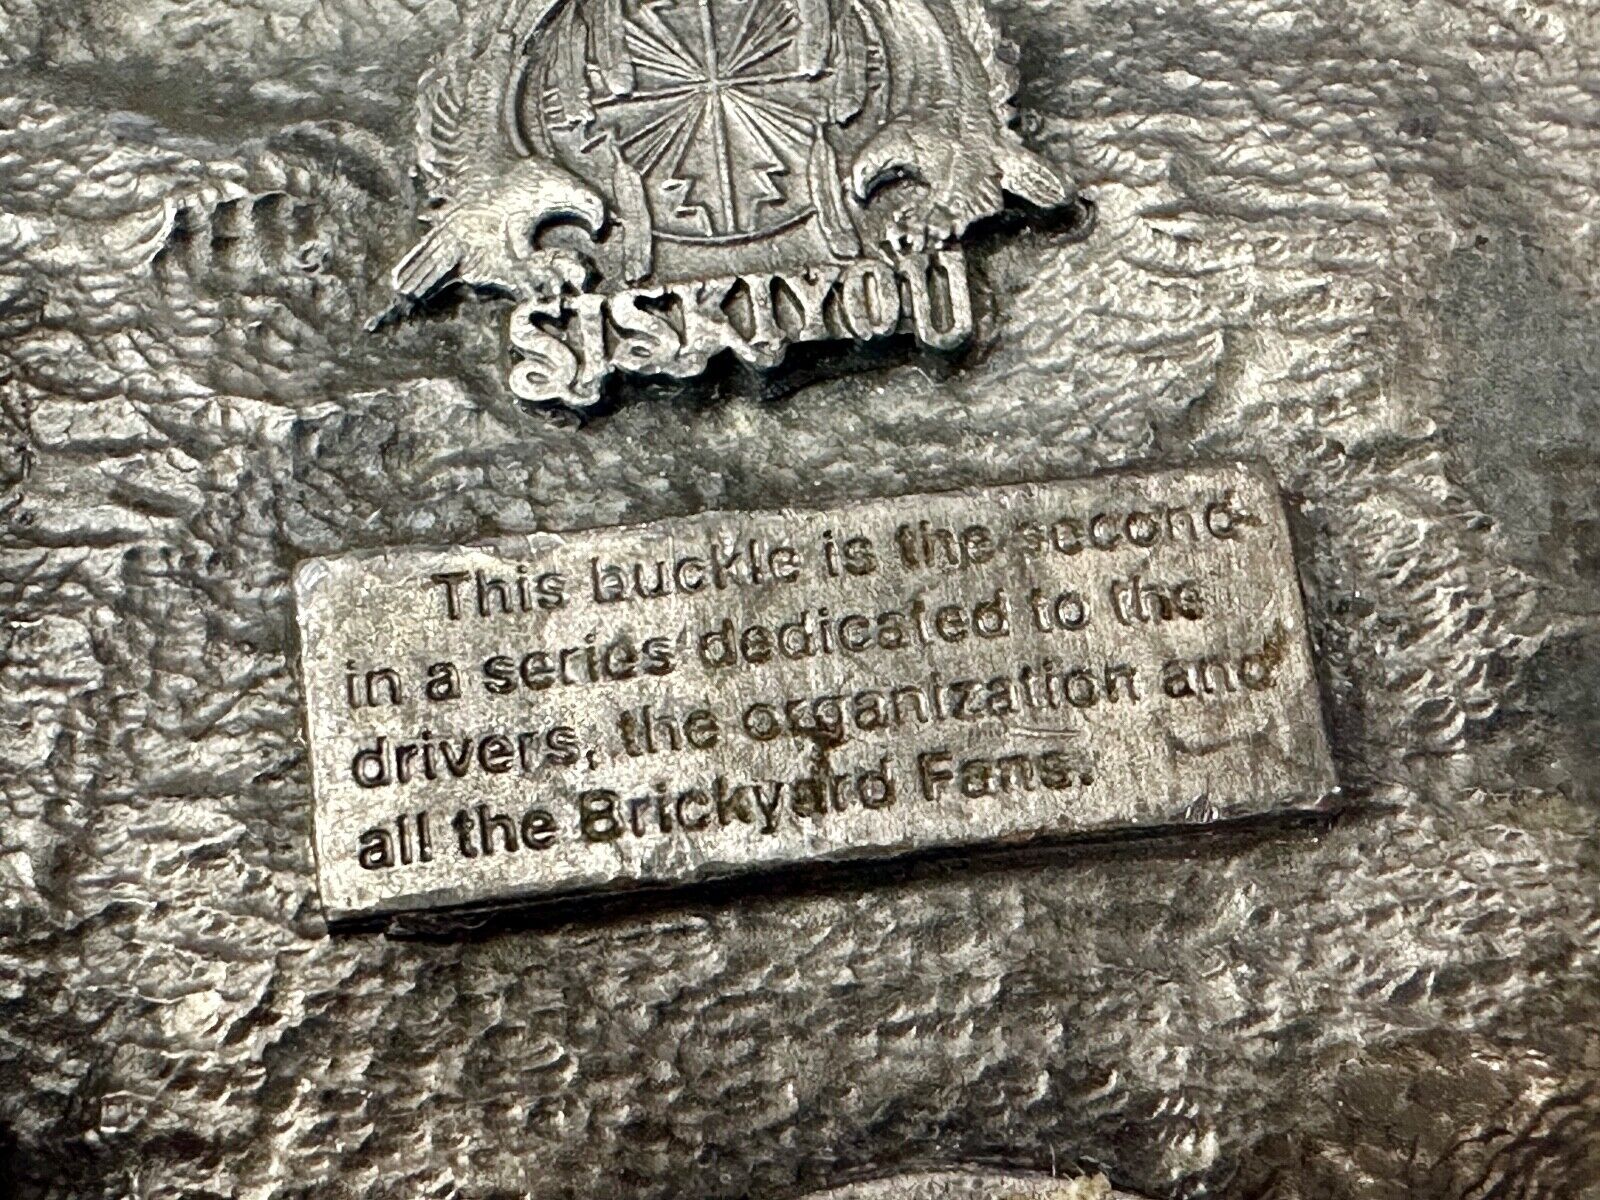 SISKIYOU
This buckle is the second
in a series dedicated to the
drivers, the organization and
all the Brickyard Fans.